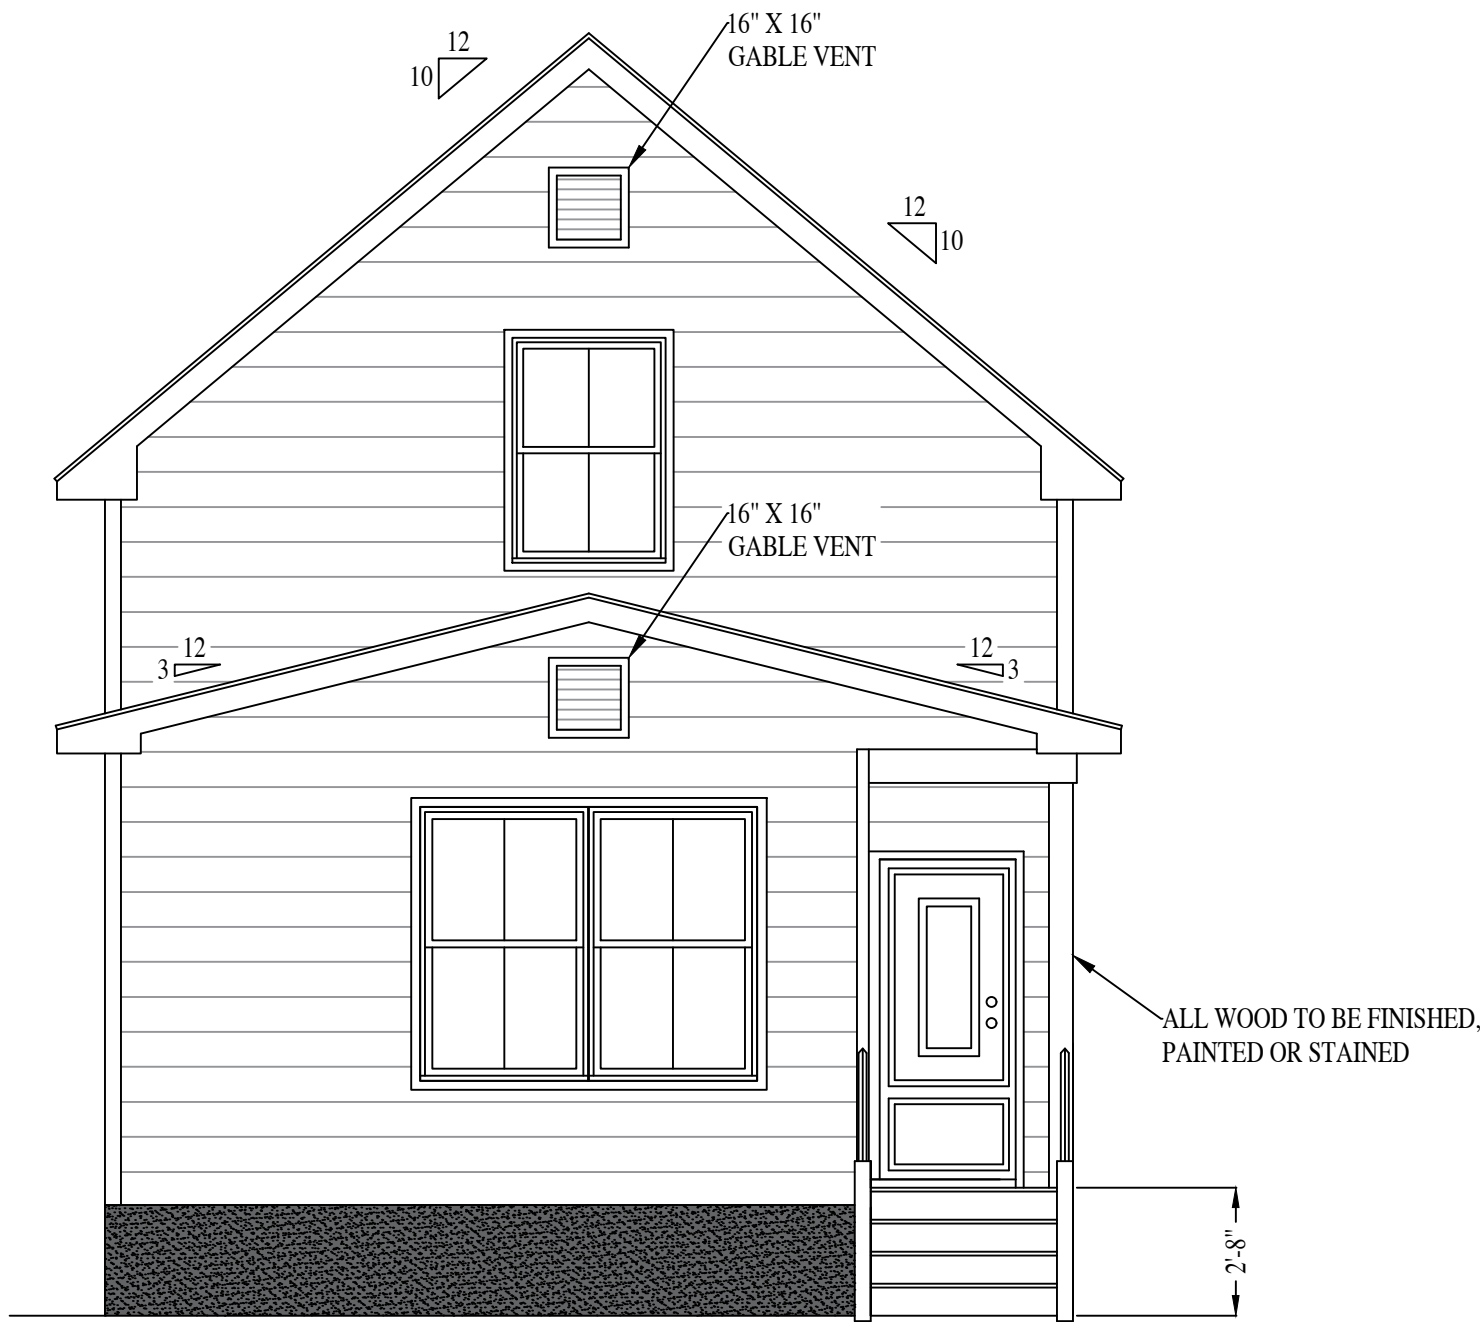 16" X 16"
GABLE VENT
12
10
12
10
16" X 16"
GABLE VENT
12
3
12
3
ALL WOOD TO BE FINISHED,
PAINTED OR STAINED
2'-8"